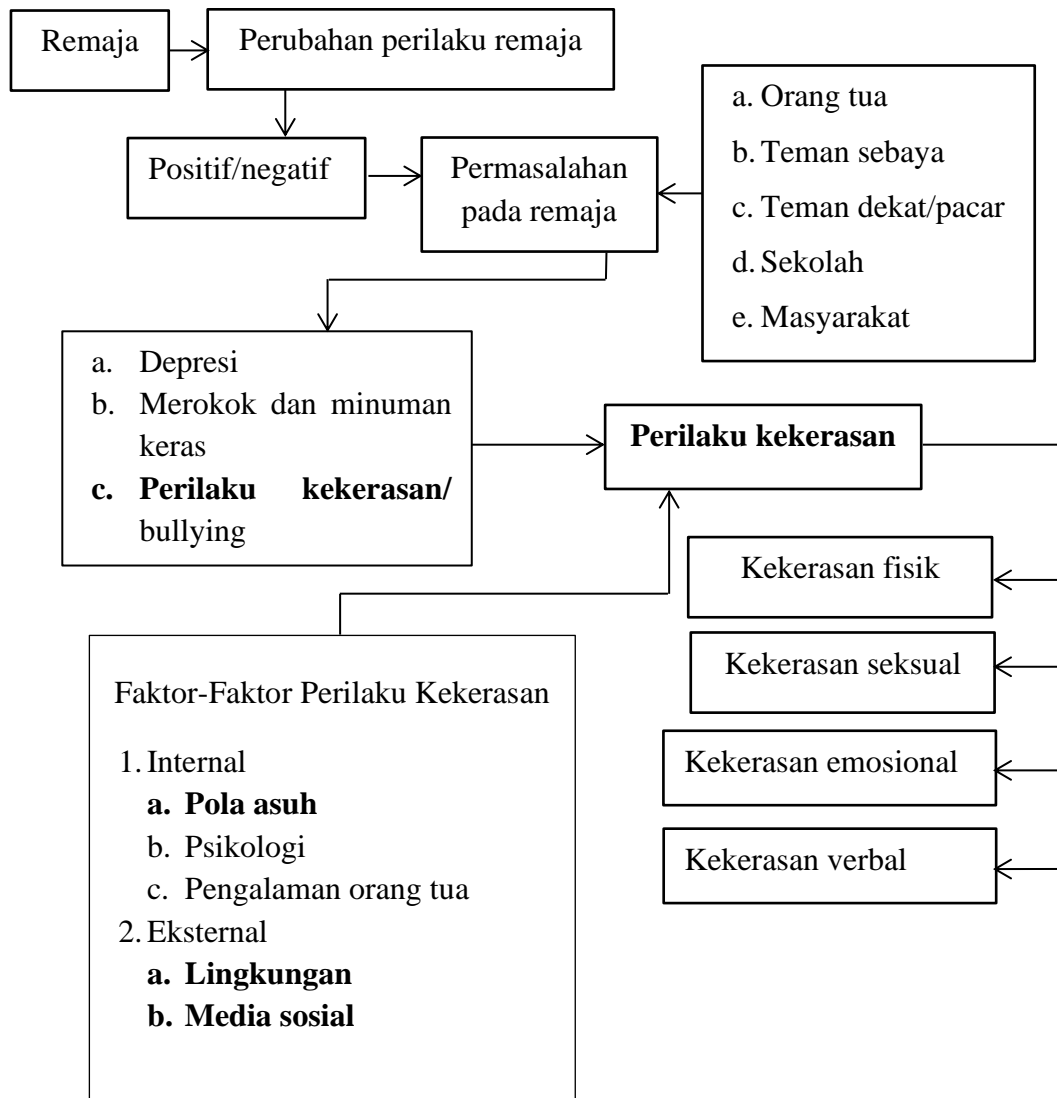 Remaja
Perubahan perilaku remaja
a. Orang tua
b. Teman sebaya
c. Teman dekat/pacar
d. Sekolah
e. Masyarakat
Positif/negatif
Permasalahan
pada remaja
a. Depresi
b. Merokok dan minuman
keras
c. Perilaku kekerasan/
bullying
Perilaku kekerasan
Kekerasan fisik
Kekerasan seksual
Kekerasan emosional
Kekerasan verbal
Faktor-Faktor Perilaku Kekerasan
1. Internal
a. Pola asuh
b. Psikologi
c. Pengalaman orang tua
2. Eksternal
a. Lingkungan
b. Media sosial